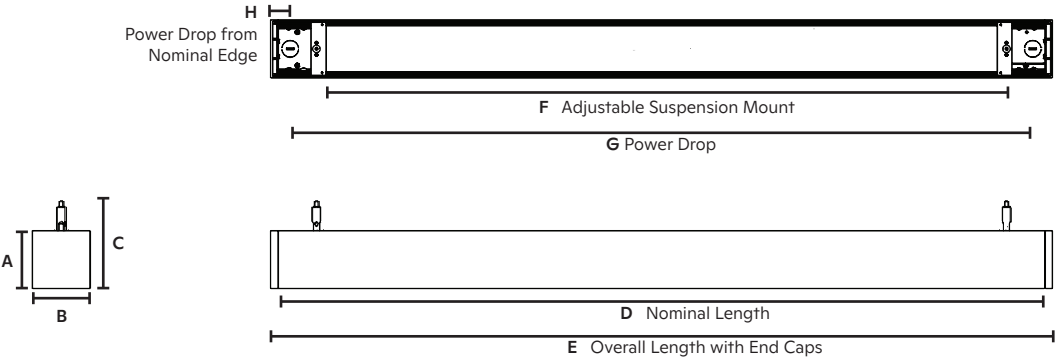 H
Power Drop from
Nominal Edge
F Adjustable Suspension Mount
G Power Drop
A
B
C
D Nominal Length
E Overall Length with End Caps